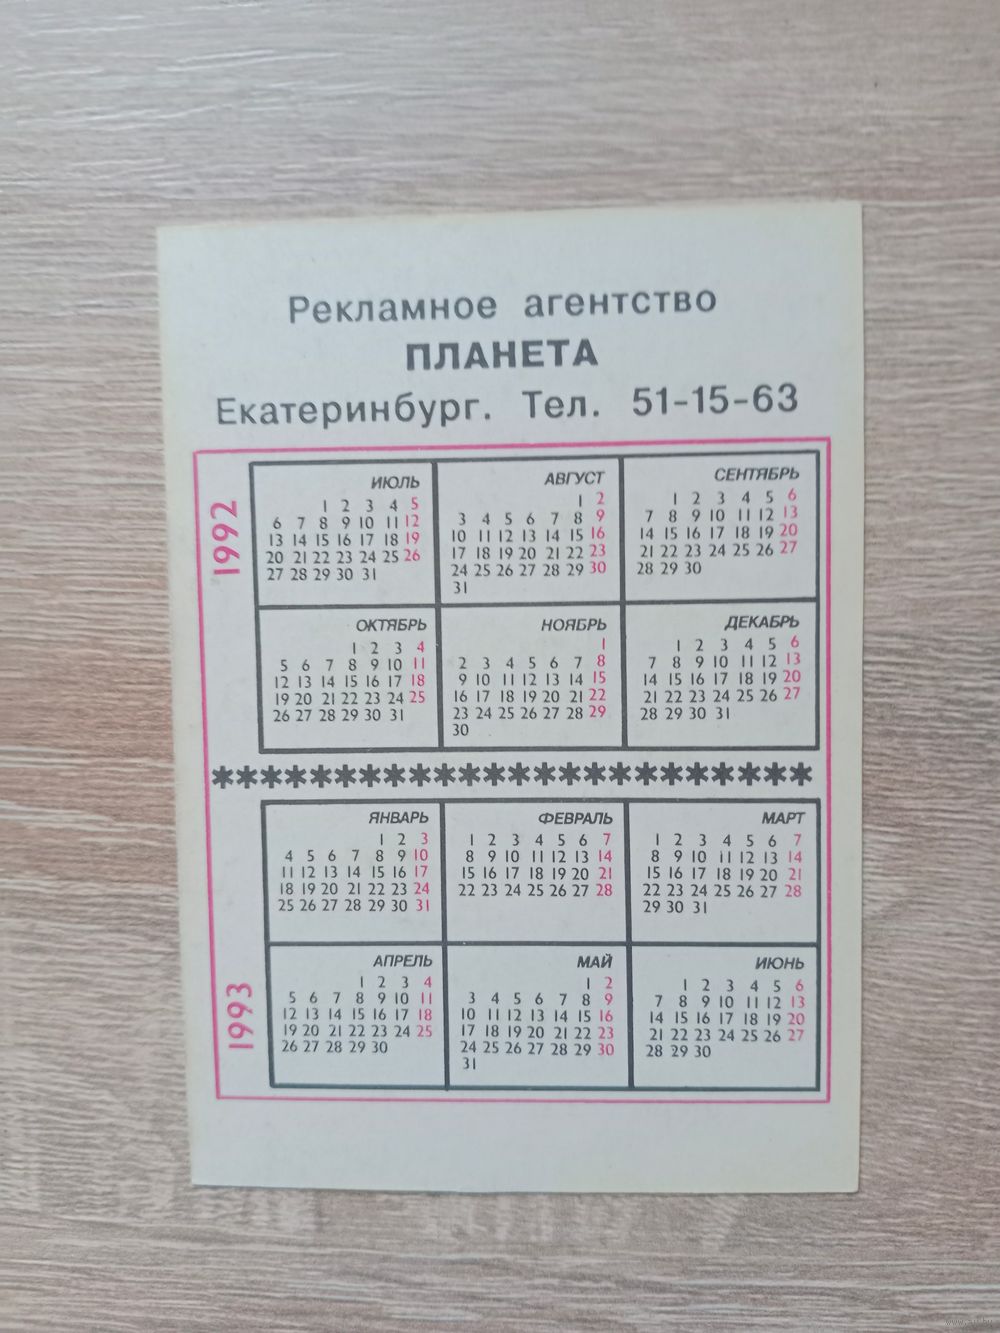 Рекламное агентство
ПЛАНЕТА
Екатеринбург. Тел. 51-15-63
1992
ИЮЛЬ
1 2 3 4 5
6 7 8 9 10 11 12
13 14 15 16 17 18 19
20 21 22 23 24 25 26
27 28 29 30 31
АВГУСТ
1 2
3 4 5 6 7 8 9
10 11 12 13 14 15 16
17 18 19 20 21 22 23
24 25 26 27 28 29 30
31
СЕНТЯБРЬ
1 2 3 4 5 6
7 8 9 10 11 12 13
14 15 16 17 18 19 20
21 22 23 24 25 26 27
28 29 30
ОКТЯБРЬ
1 2 3 4
5 6 7 8 9 10 11
12 13 14 15 16 17 18
19 20 21 22 23 24 25
26 27 28 29 30 31
НОЯБРЬ
1
2 3 4 5 6 7 8
9 10 11 12 13 14 15
16 17 18 19 20 21 22
23 24 25 26 27 28 29
30
ДЕКАБРЬ
1 2 3 4 5 6
7 8 9 10 11 12 13
14 15 16 17 18 19 20
21 22 23 24 25 26 27
28 29 30 31
*************************
1993
ЯНВАРЬ
1 2 3
4 5 6 7 8 9 10
11 12 13 14 15 16 17
18 19 20 21 22 23 24
25 26 27 28 29 30 31
ФЕВРАЛЬ
1 2 3 4 5 6 7
8 9 10 11 12 13 14
15 16 17 18 19 20 21
22 23 24 25 26 27 28
МАРТ
1 2 3 4 5 6 7
8 9 10 11 12 13 14
15 16 17 18 19 20 21
22 23 24 25 26 27 28
29 30 31
АПРЕЛЬ
1 2 3 4
5 6 7 8 9 10 11
12 13 14 15 16 17 18
19 20 21 22 23 24 25
26 27 28 29 30
МАЙ
1 2
3 4 5 6 7 8 9
10 11 12 13 14 15 16
17 18 19 20 21 22 23
24 25 26 27 28 29 30
31
ИЮНЬ
1 2 3 4 5 6
7 8 9 10 11 12 13
14 15 16 17 18 19 20
21 22 23 24 25 26 27
28 29 30